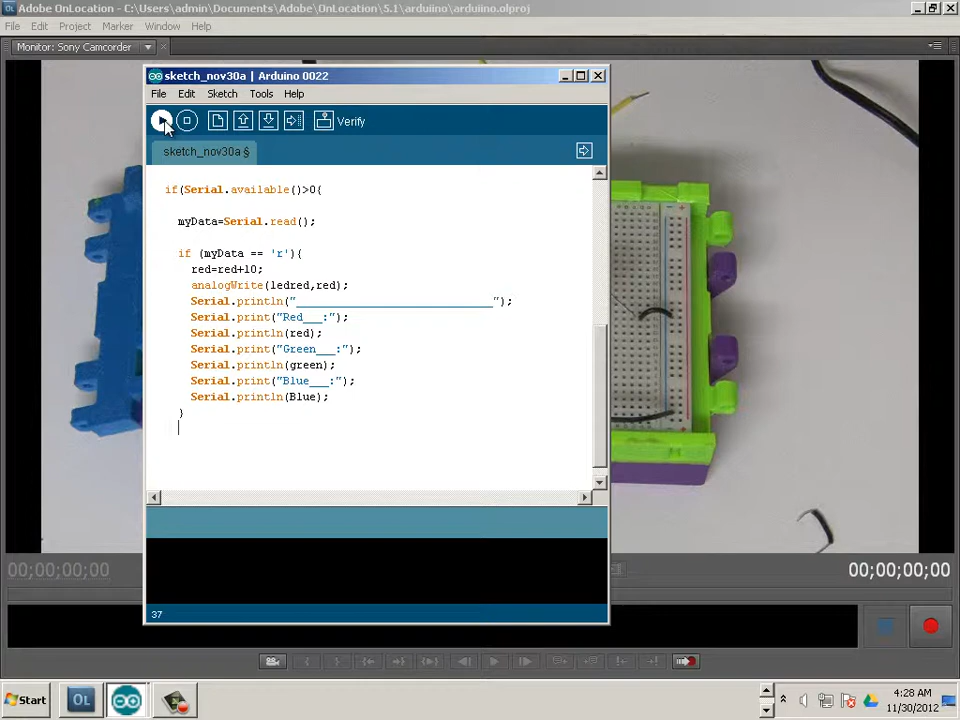 Adobe OnLocation - C:\Users\admin\Documents\Adobe\OnLocation\5.1\arduiino\arduiino.olproj
File Edit Project Marker Window Help
Monitor: Sony Camcorder
sketch_nov30a | Arduino 0022
File Edit Sketch Tools Help
Verify
sketch_nov30a §
if(Serial.available()>0{
myData=Serial.read();
if (myData == 'r'){
red=red+10;
analogWrite(ledred,red);
Serial.println("______________________________");
Serial.print("Red___:");
Serial.println(red);
Serial.print("Green___:");
Serial.println(green);
Serial.print("Blue___:");
Serial.println(Blue);
}
00;00;00;00
00;00;00;00
37
Start
OL
4:28 AM
11/30/2012